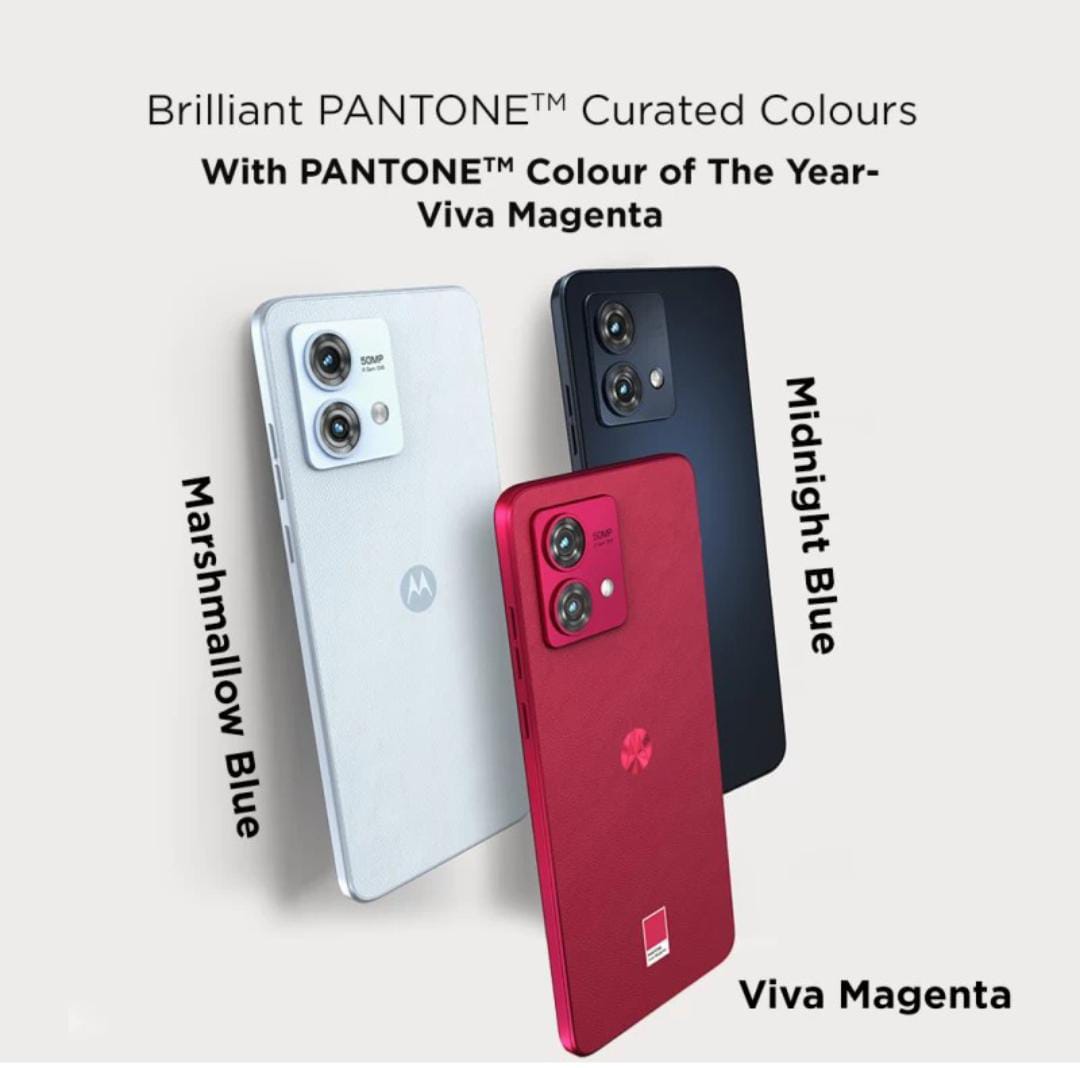 Brilliant PANTONE™ Curated Colours
With PANTONE™ Colour of The Year-
Viva Magenta
50MP
Marshmallow Blue
Midnight Blue
50MP
Viva Magenta